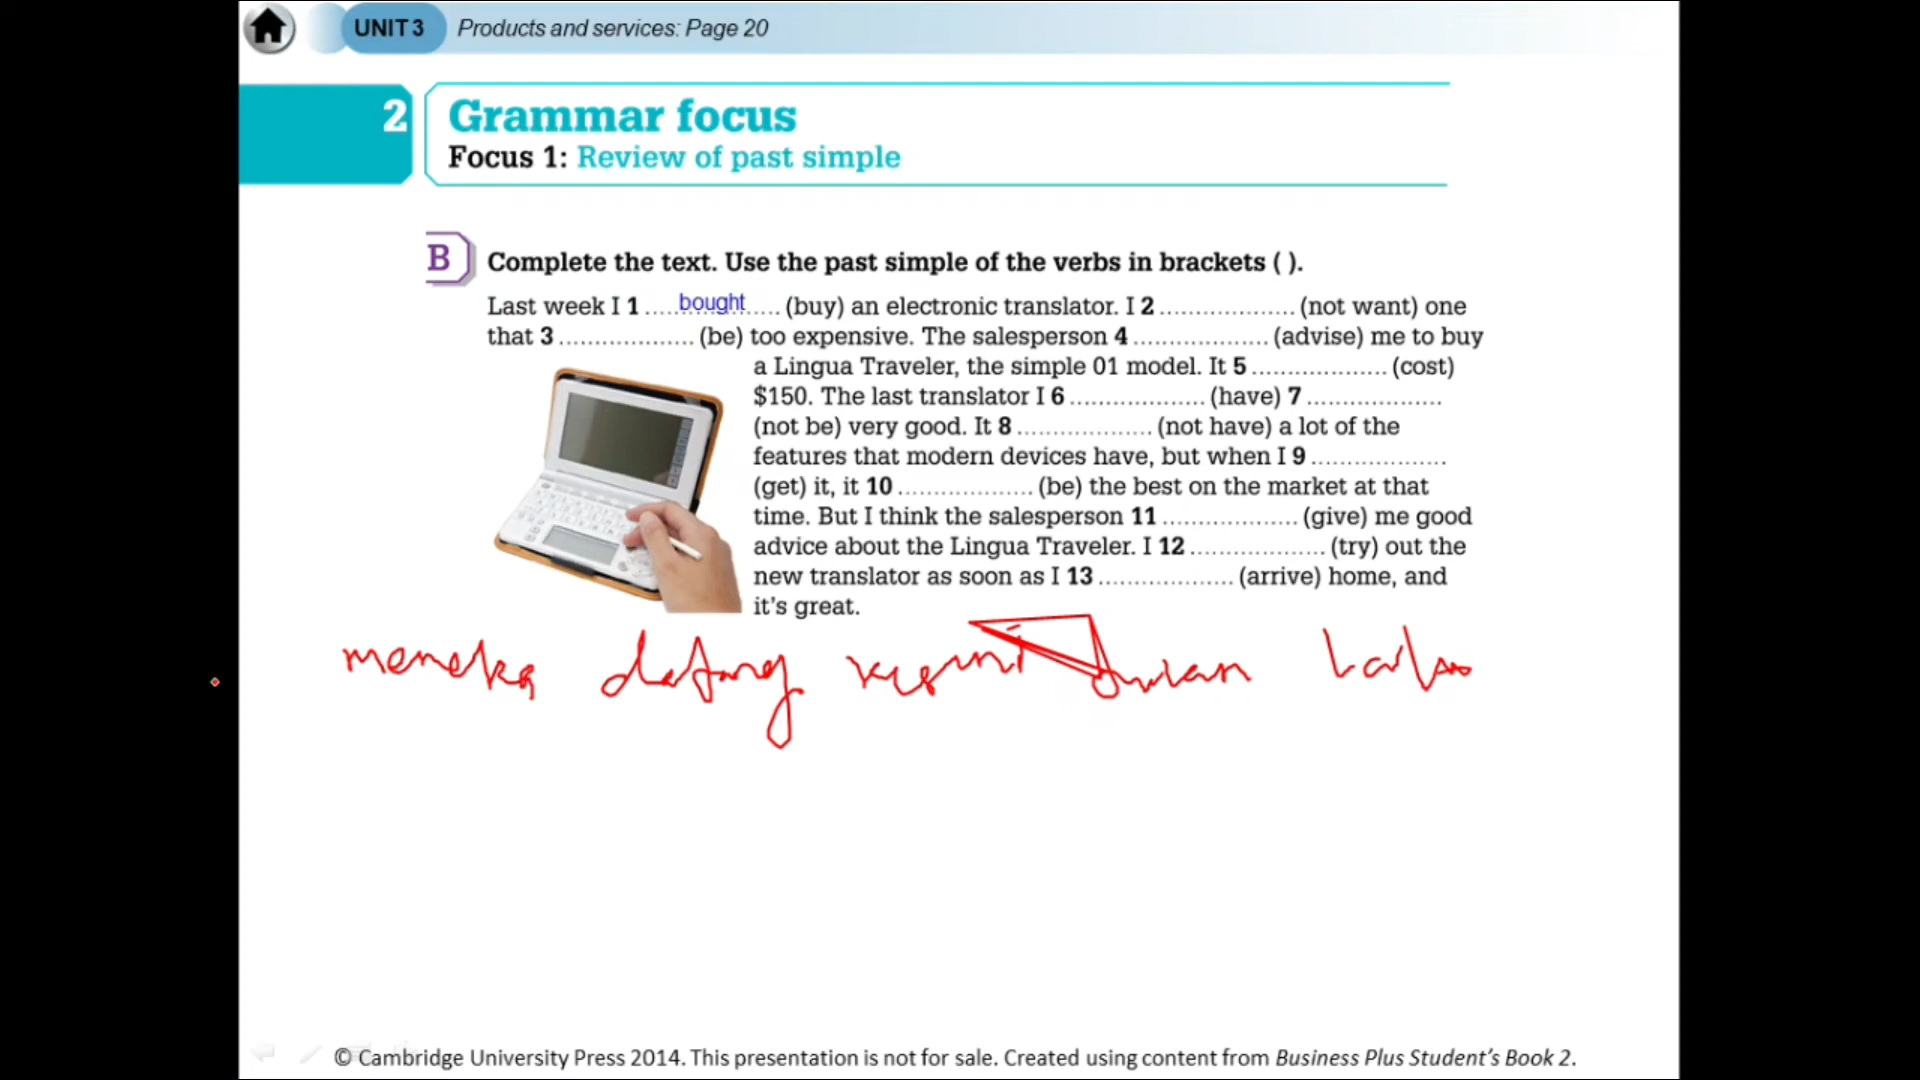 UNIT 3 Products and services: Page 20
2 Grammar focus
Focus 1: Review of past simple
B Complete the text. Use the past simple of the verbs in brackets ( ).
Last week I 1 .....bought..... (buy) an electronic translator. I 2 .................. (not want) one
that 3 .................. (be) too expensive. The salesperson 4 .................. (advise) me to buy
a Lingua Traveler, the simple 01 model. It 5 .................. (cost)
$150. The last translator I 6 .................. (have) 7 ..................
(not be) very good. It 8 .................. (not have) a lot of the
features that modern devices have, but when I 9 ..................
(get) it, it 10 .................. (be) the best on the market at that
time. But I think the salesperson 11 .................. (give) me good
advice about the Lingua Traveler. I 12 .................. (try) out the
new translator as soon as I 13 .................. (arrive) home, and
it's great.
mereka datang bulan
© Cambridge University Press 2014. This presentation is not for sale. Created using content from Business Plus Student's Book 2.